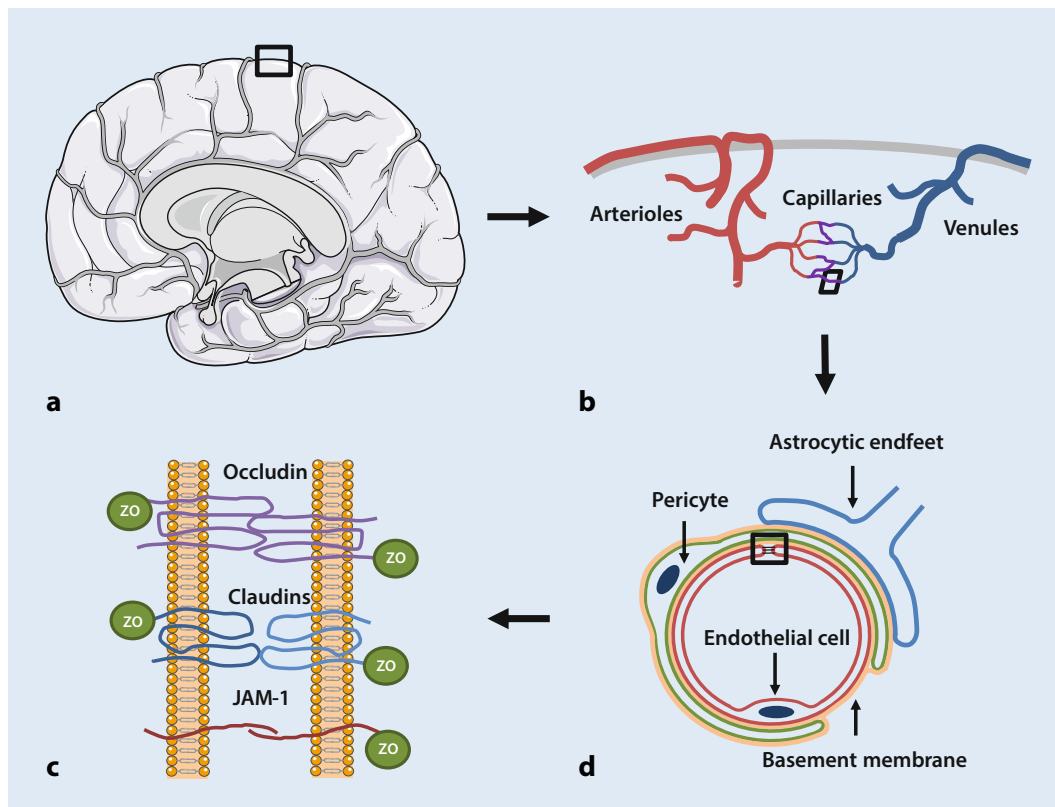 Arterioles
Capillaries
Venules
a
b
Astrocytic endfeet
Pericyte
Endothelial cell
Basement membrane
d
Occludin
ZO
ZO
Claudins
ZO
ZO
JAM-1
ZO
c